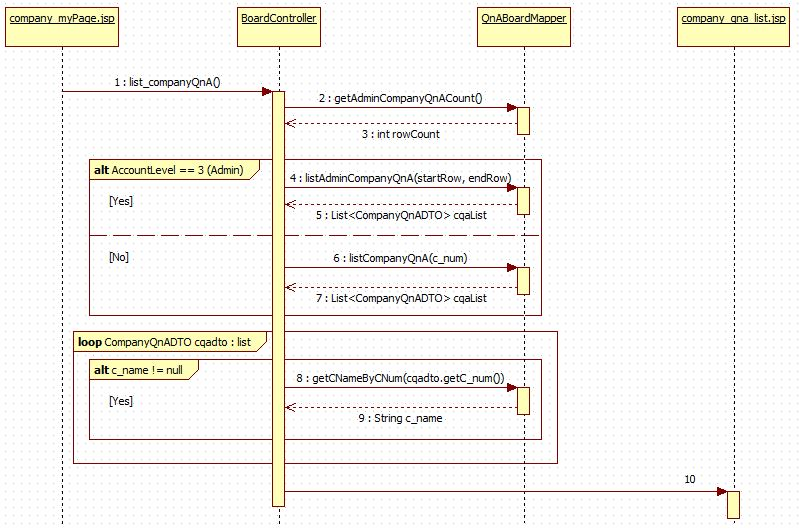 company_myPage.jsp
BoardController
QnABoardMapper
company_qna_list.jsp
1 : list_companyQnA()
2 : getAdminCompanyQnACount()
3 : int rowCount
alt AccountLevel == 3 (Admin)
4 : listAdminCompanyQnA(startRow, endRow)
[Yes]
5 : List<CompanyQnADTO> cqaList
[No]
6 : listCompanyQnA(c_num)
7 : List<CompanyQnADTO> cqaList
loop CompanyQnADTO cqadto : list
alt c_name != null
8 : getCNameByCNum(cqadto.getC_num())
[Yes]
9 : String c_name
10